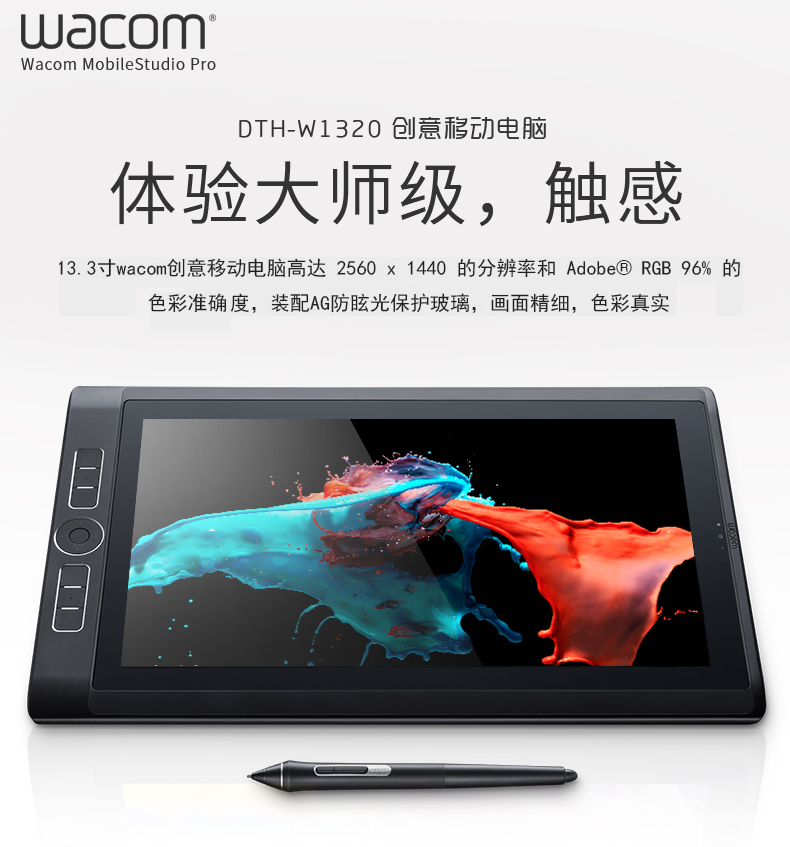 wacom®
Wacom MobileStudio Pro
DTH-W1320 创意移动电脑
体验大师级，触感
13.3寸wacom创意移动电脑高达 2560 x 1440 的分辨率和 Adobe® RGB 96% 的
色彩准确度，装配AG防眩光保护玻璃，画面精细，色彩真实
wacom